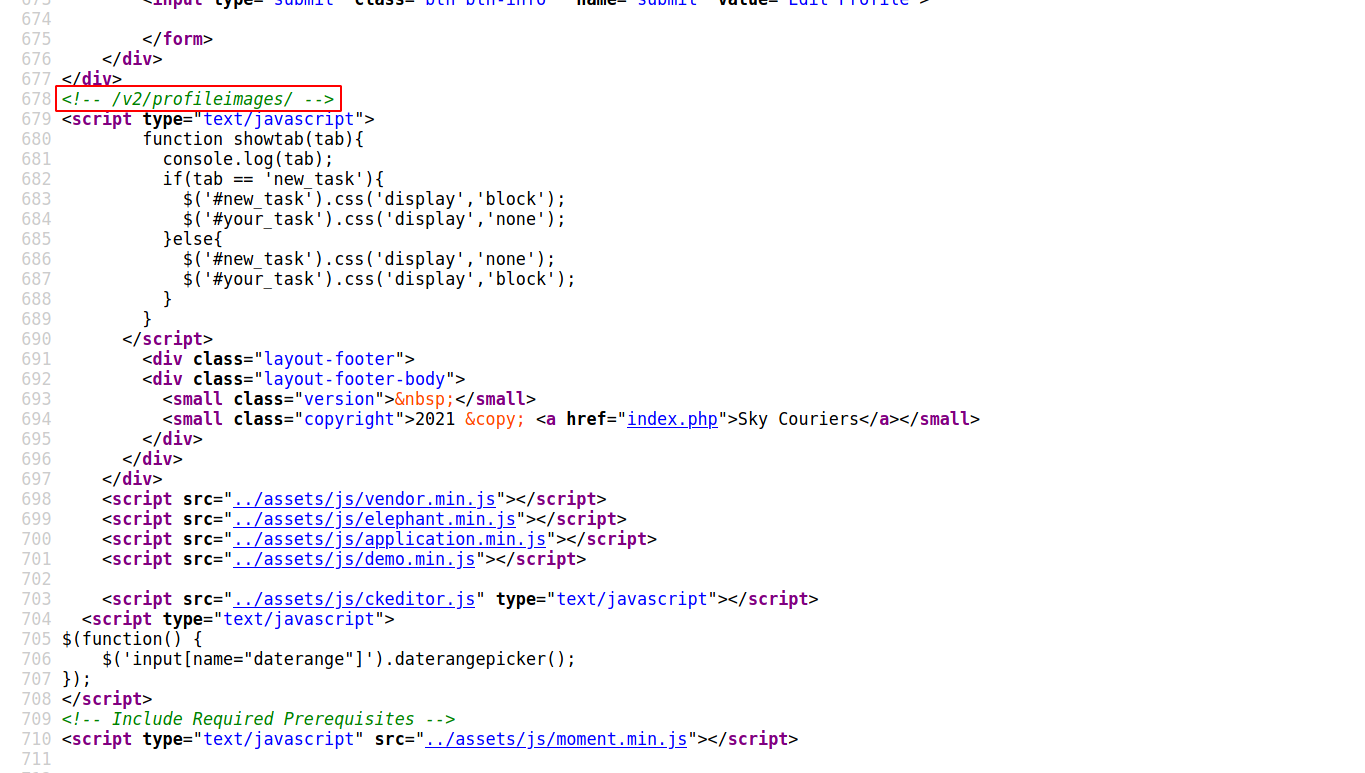 673         <input type="submit" class="btn btn-info"  name="submit" value="Edit Profile">
674
675         </form>
676     </div>
677 </div>
678 <!-- /v2/profileimages/ -->
679 <script type="text/javascript">
680         function showtab(tab){
681           console.log(tab);
682           if(tab == 'new_task'){
683             $('#new_task').css('display','block');
684             $('#your_task').css('display','none');
685           }else{
686             $('#new_task').css('display','none');
687             $('#your_task').css('display','block');
688           }
689         }
690       </script>
691         <div class="layout-footer">
692         <div class="layout-footer-body">
693           <small class="version">&nbsp;</small>
694           <small class="copyright">2021 &copy; <a href="index.php">Sky Couriers</a></small>
695         </div>
696       </div>
697     </div>
698     <script src="../assets/js/vendor.min.js"></script>
699     <script src="../assets/js/elephant.min.js"></script>
700     <script src="../assets/js/application.min.js"></script>
701     <script src="../assets/js/demo.min.js"></script>
702
703     <script src="../assets/js/ckeditor.js" type="text/javascript"></script>
704   <script type="text/javascript">
705 $(function() {
706     $('input[name="daterange"]').daterangepicker();
707 });
708 </script>
709 <!-- Include Required Prerequisites -->
710 <script type="text/javascript" src="../assets/js/moment.min.js"></script>
711